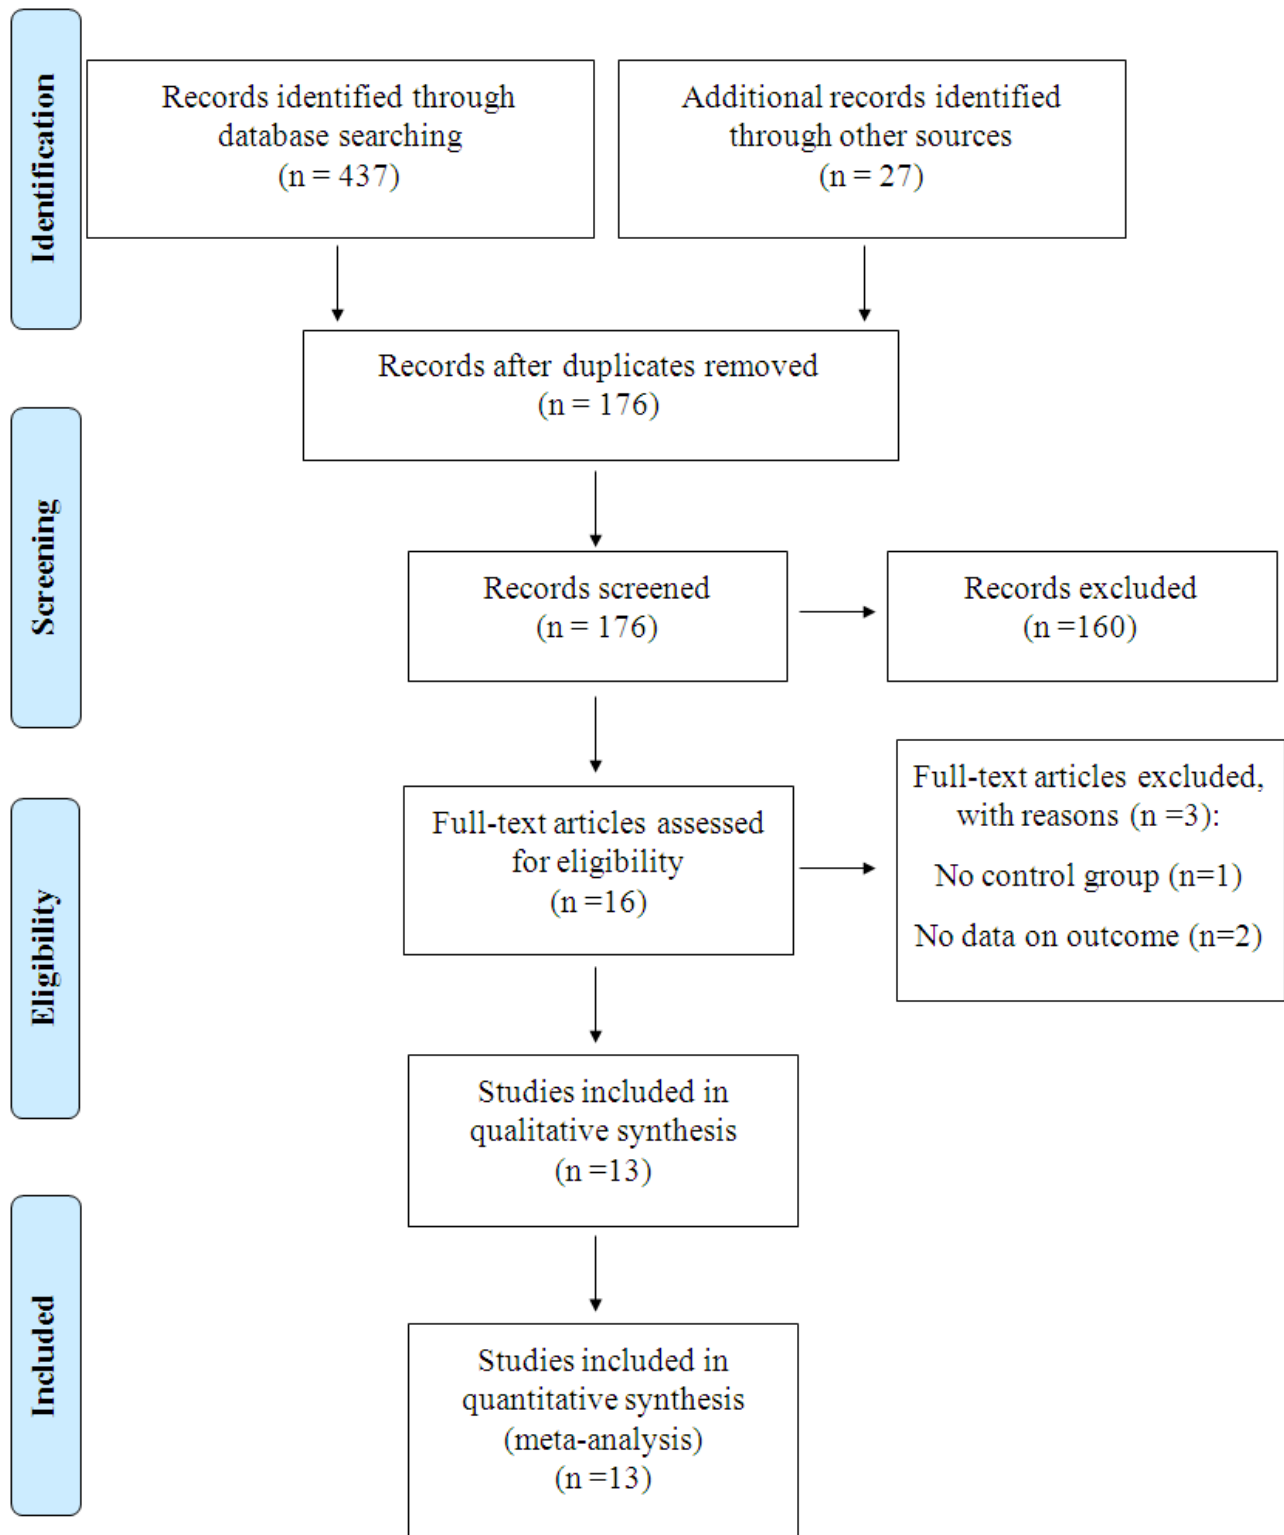 Identification
Records identified through
database searching
(n = 437)
Additional records identified
through other sources
(n = 27)
Records after duplicates removed
(n = 176)
Screening
Records screened
(n = 176)
Records excluded
(n =160)
Eligibility
Full-text articles assessed
for eligibility
(n =16)
Full-text articles excluded,
with reasons (n =3):
No control group (n=1)
No data on outcome (n=2)
Studies included in
qualitative synthesis
(n =13)
Included
Studies included in
quantitative synthesis
(meta-analysis)
(n =13)